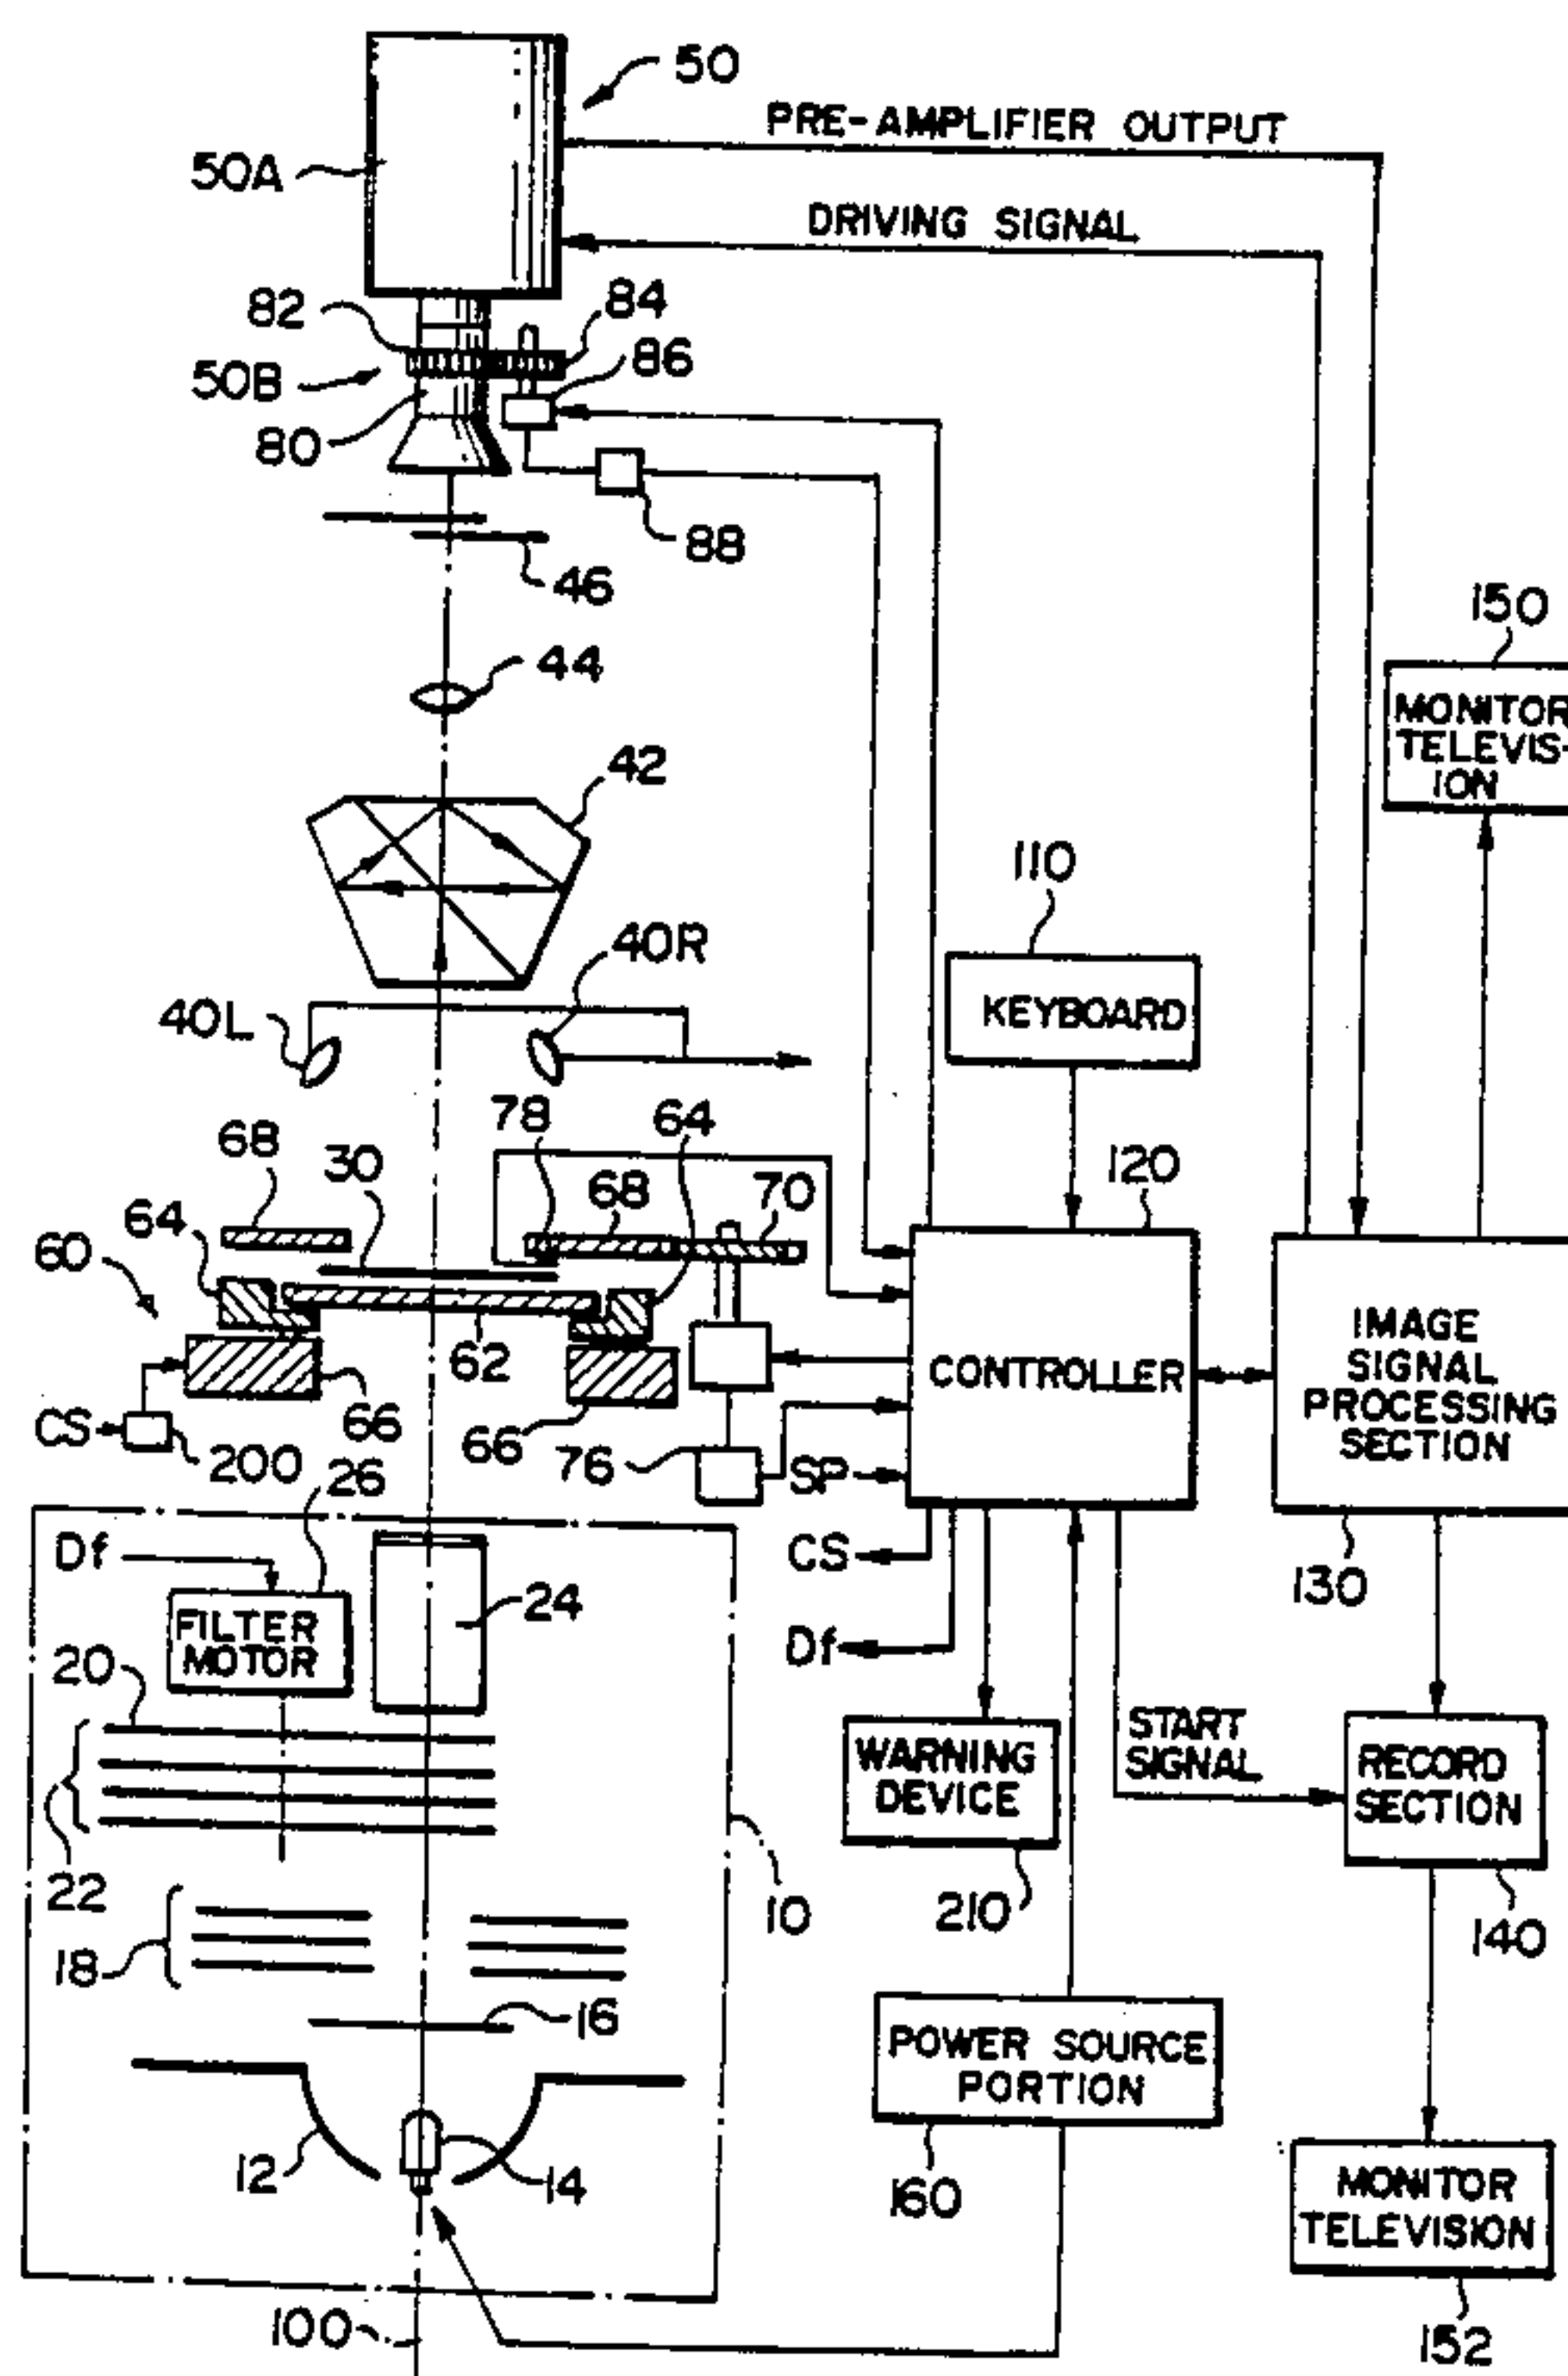 50
PRE-AMPLIFIER OUTPUT
50A
DRIVING SIGNAL
82
84
86
50B
80
88
46
44
150
MONITOR
TELEVIS-
ION
42
110
40R
KEYBOARD
40L
78
64
68
30
120
68
70
64
60
IMAGE
SIGNAL
PROCESSING
SECTION
62
CONTROLLER
CS
66
200
66
76
SP
26
Df
CS
130
24
FILTER
MOTOR
Df
20
START
SIGNAL
WARNING
DEVICE
RECORD
SECTION
22
10
210
140
18
16
POWER SOURCE
PORTION
12
14
160
MONITOR
TELEVISION
100
152